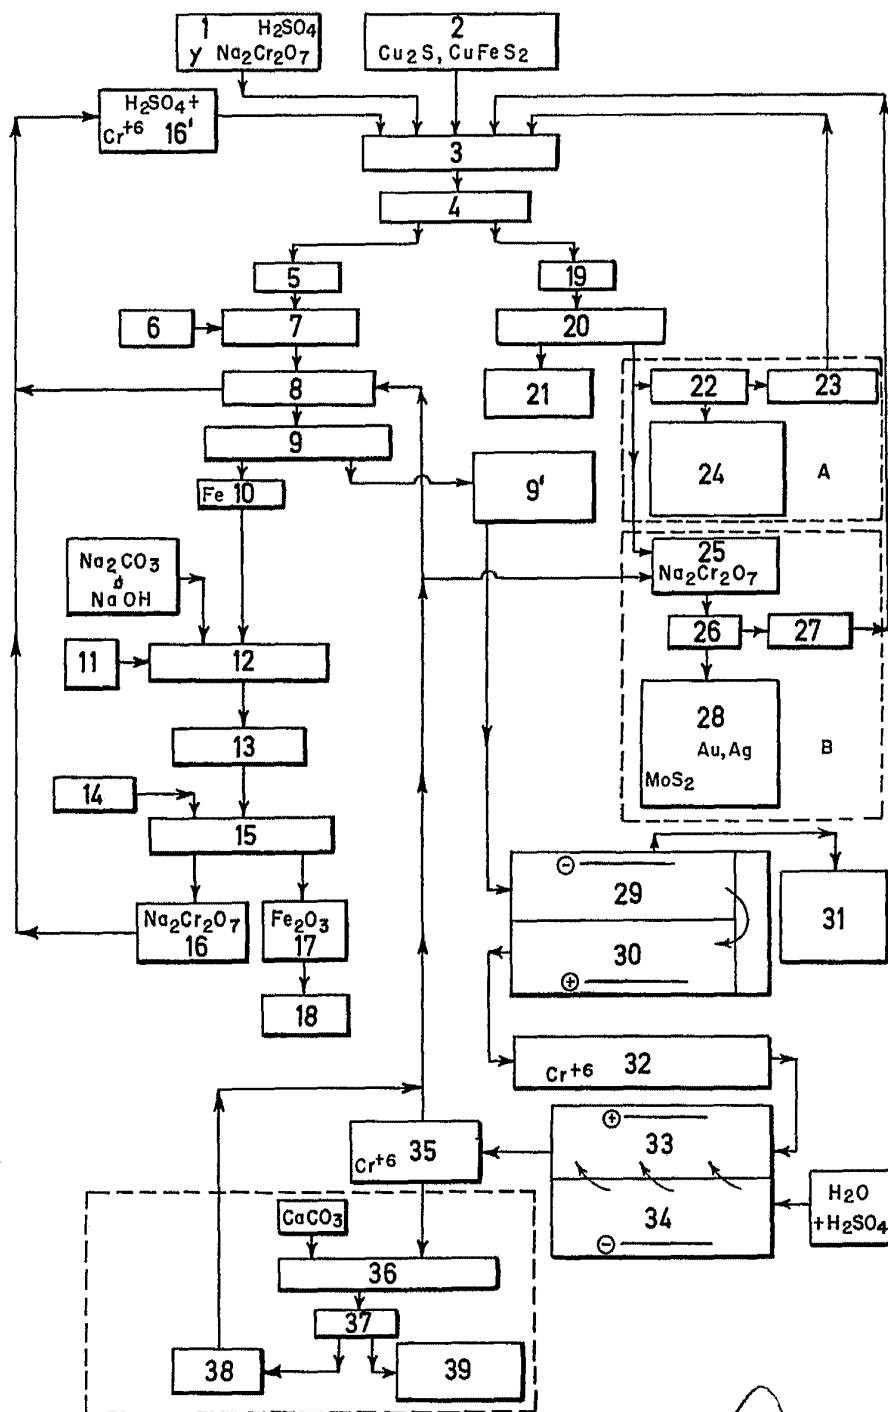 1 H₂SO₄
y Na₂Cr₂O₇
2
Cu₂S, CuFeS₂
H₂SO₄+
Cr+6 16'
3
4
5
19
6
7
20
8
21
22
23
9
24
A
Fe 10
9'
Na₂CO₃
ó
NaOH
25
Na₂Cr₂O₇
11
12
26
27
13
28
Au, Ag
MoS₂
B
14
15
⊖
29
31
Na₂Cr₂O₇
16
Fe₂O₃
17
30
⊕
18
Cr+6 32
⊕
33
Cr+6 35
34
⊖
H₂O
+H₂SO₄
CaCO₃
36
37
38
39